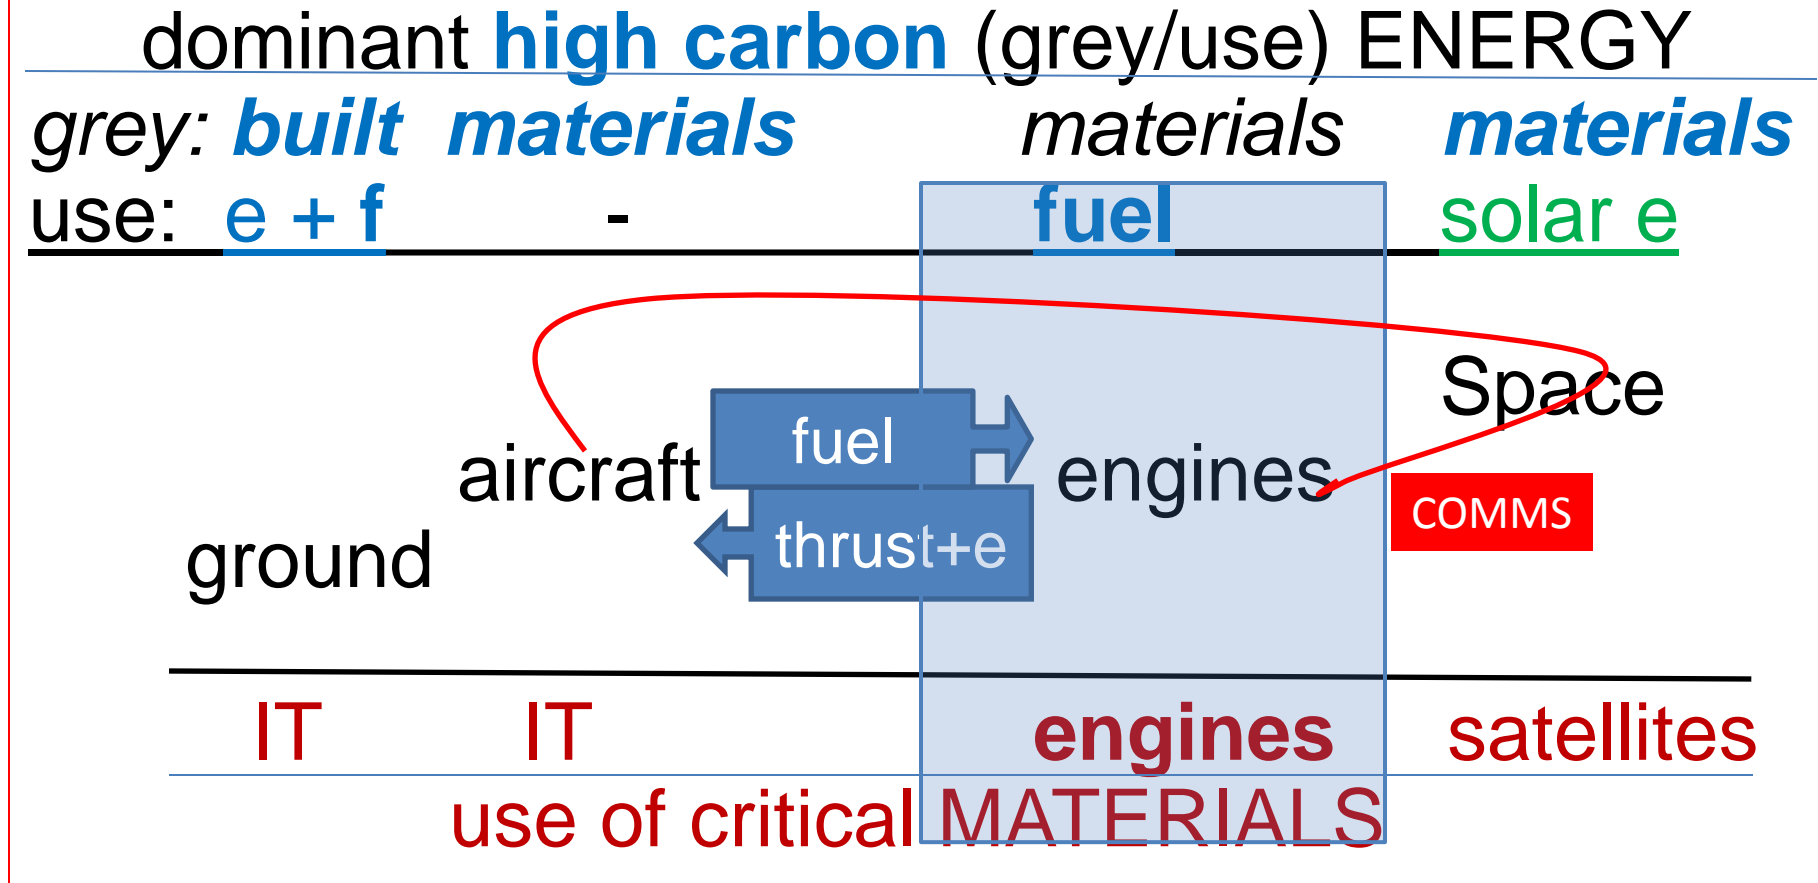 dominant high carbon (grey/use) ENERGY
grey: built materials materials materials
use: e + f - fuel solar e
Space
fuel
aircraft engines
COMMS
thrust+e
ground
IT IT engines satellites
use of critical MATERIALS